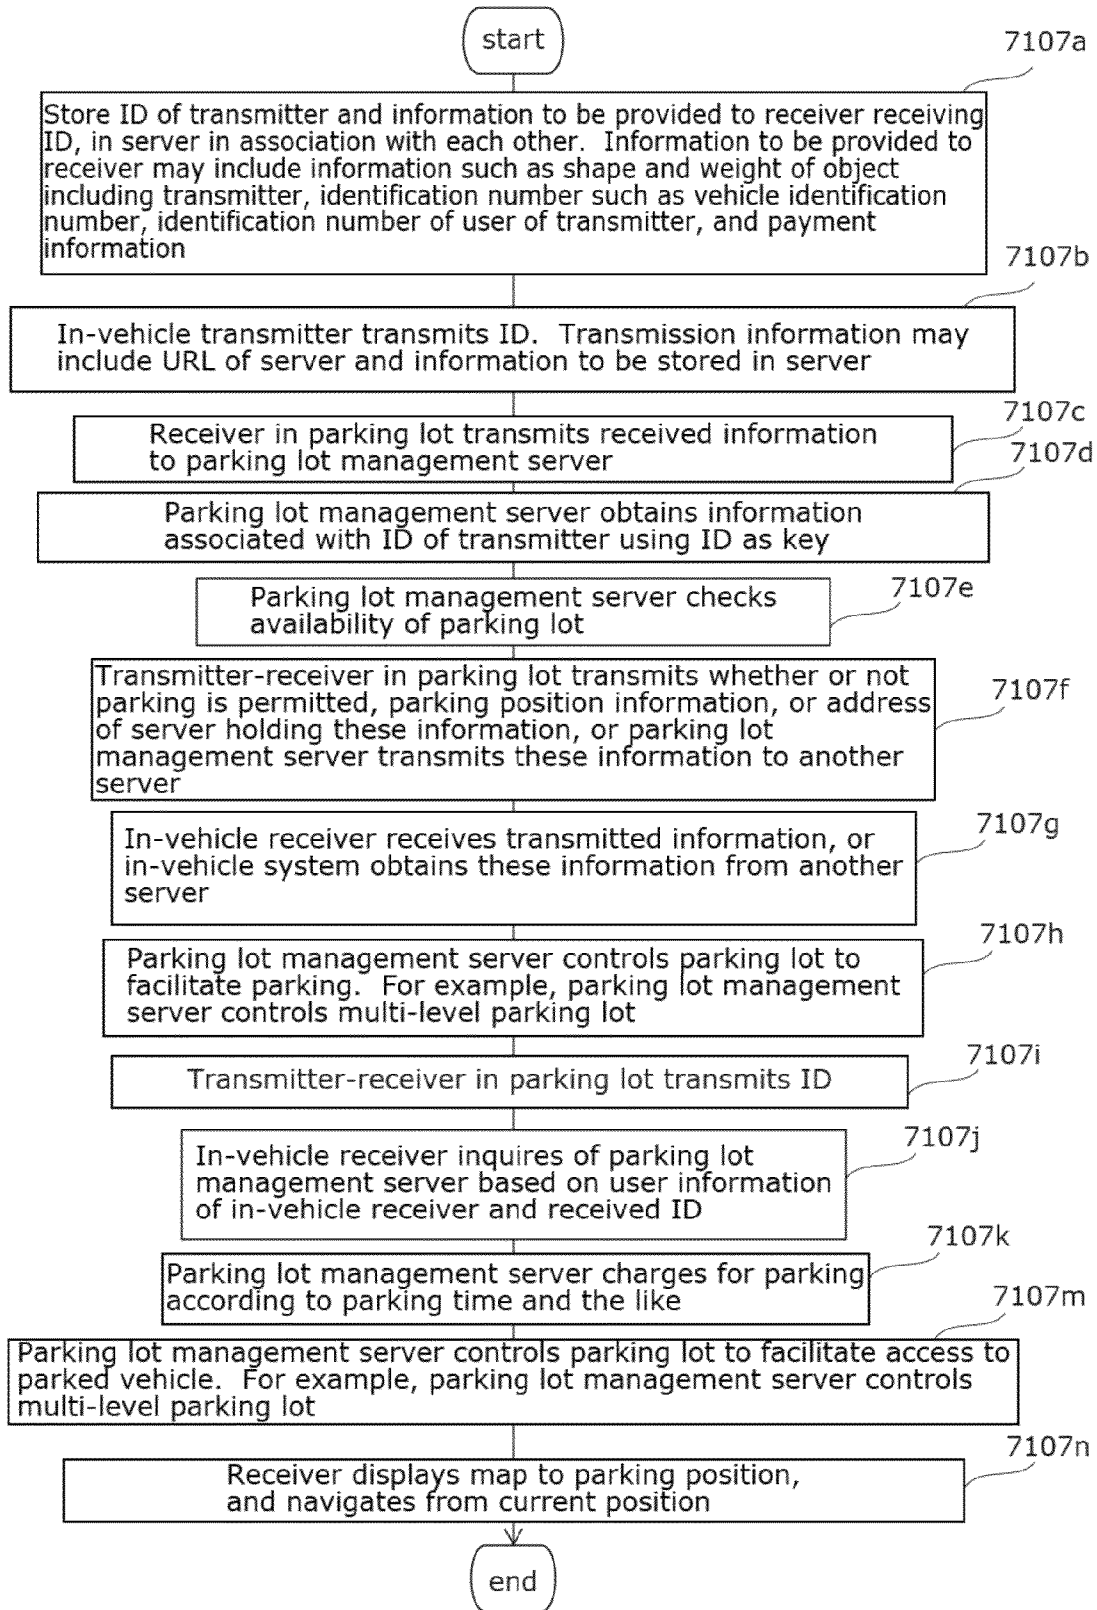 start
7107a
Store ID of transmitter and information to be provided to receiver receiving
ID, in server in association with each other.  Information to be provided to
receiver may include information such as shape and weight of object
including transmitter, identification number such as vehicle identification
number, identification number of user of transmitter, and payment
information
7107b
In-vehicle transmitter transmits ID.  Transmission information may
include URL of server and information to be stored in server
7107c
Receiver in parking lot transmits received information
to parking lot management server
7107d
Parking lot management server obtains information
associated with ID of transmitter using ID as key
7107e
Parking lot management server checks
availability of parking lot
7107f
Transmitter-receiver in parking lot transmits whether or not
parking is permitted, parking position information, or address
of server holding these information, or parking lot
management server transmits these information to another
server
7107g
In-vehicle receiver receives transmitted information, or
in-vehicle system obtains these information from another
server
7107h
Parking lot management server controls parking lot to
facilitate parking.  For example, parking lot management
server controls multi-level parking lot
7107i
Transmitter-receiver in parking lot transmits ID
7107j
In-vehicle receiver inquires of parking lot
management server based on user information
of in-vehicle receiver and received ID
7107k
Parking lot management server charges for parking
according to parking time and the like
7107m
Parking lot management server controls parking lot to facilitate access to
parked vehicle.  For example, parking lot management server controls
multi-level parking lot
7107n
Receiver displays map to parking position,
and navigates from current position
end